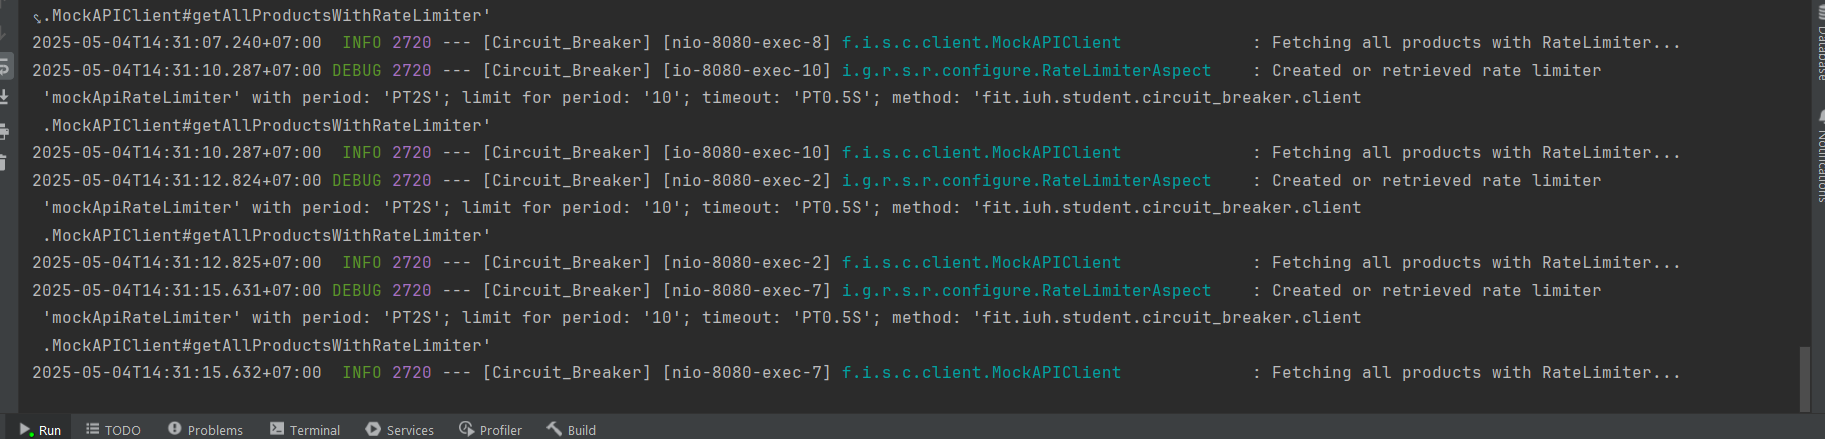 .MockAPIClient#getAllProductsWithRateLimiter'
2025-05-04T14:31:07.240+07:00  INFO 2720 --- [Circuit_Breaker] [nio-8080-exec-8] f.i.s.c.client.MockAPIClient             : Fetching all products with RateLimiter...
2025-05-04T14:31:10.287+07:00 DEBUG 2720 --- [Circuit_Breaker] [io-8080-exec-10] i.g.r.s.r.configure.RateLimiterAspect    : Created or retrieved rate limiter
'mockApiRateLimiter' with period: 'PT2S'; limit for period: '10'; timeout: 'PT0.5S'; method: 'fit.iuh.student.circuit_breaker.client
.MockAPIClient#getAllProductsWithRateLimiter'
2025-05-04T14:31:10.287+07:00  INFO 2720 --- [Circuit_Breaker] [io-8080-exec-10] f.i.s.c.client.MockAPIClient             : Fetching all products with RateLimiter...
2025-05-04T14:31:12.824+07:00 DEBUG 2720 --- [Circuit_Breaker] [nio-8080-exec-2] i.g.r.s.r.configure.RateLimiterAspect    : Created or retrieved rate limiter
'mockApiRateLimiter' with period: 'PT2S'; limit for period: '10'; timeout: 'PT0.5S'; method: 'fit.iuh.student.circuit_breaker.client
.MockAPIClient#getAllProductsWithRateLimiter'
2025-05-04T14:31:12.825+07:00  INFO 2720 --- [Circuit_Breaker] [nio-8080-exec-2] f.i.s.c.client.MockAPIClient             : Fetching all products with RateLimiter...
2025-05-04T14:31:15.631+07:00 DEBUG 2720 --- [Circuit_Breaker] [nio-8080-exec-7] i.g.r.s.r.configure.RateLimiterAspect    : Created or retrieved rate limiter
'mockApiRateLimiter' with period: 'PT2S'; limit for period: '10'; timeout: 'PT0.5S'; method: 'fit.iuh.student.circuit_breaker.client
.MockAPIClient#getAllProductsWithRateLimiter'
2025-05-04T14:31:15.632+07:00  INFO 2720 --- [Circuit_Breaker] [nio-8080-exec-7] f.i.s.c.client.MockAPIClient             : Fetching all products with RateLimiter...
Run TODO Problems Terminal Services Profiler Build
Database
Notifications